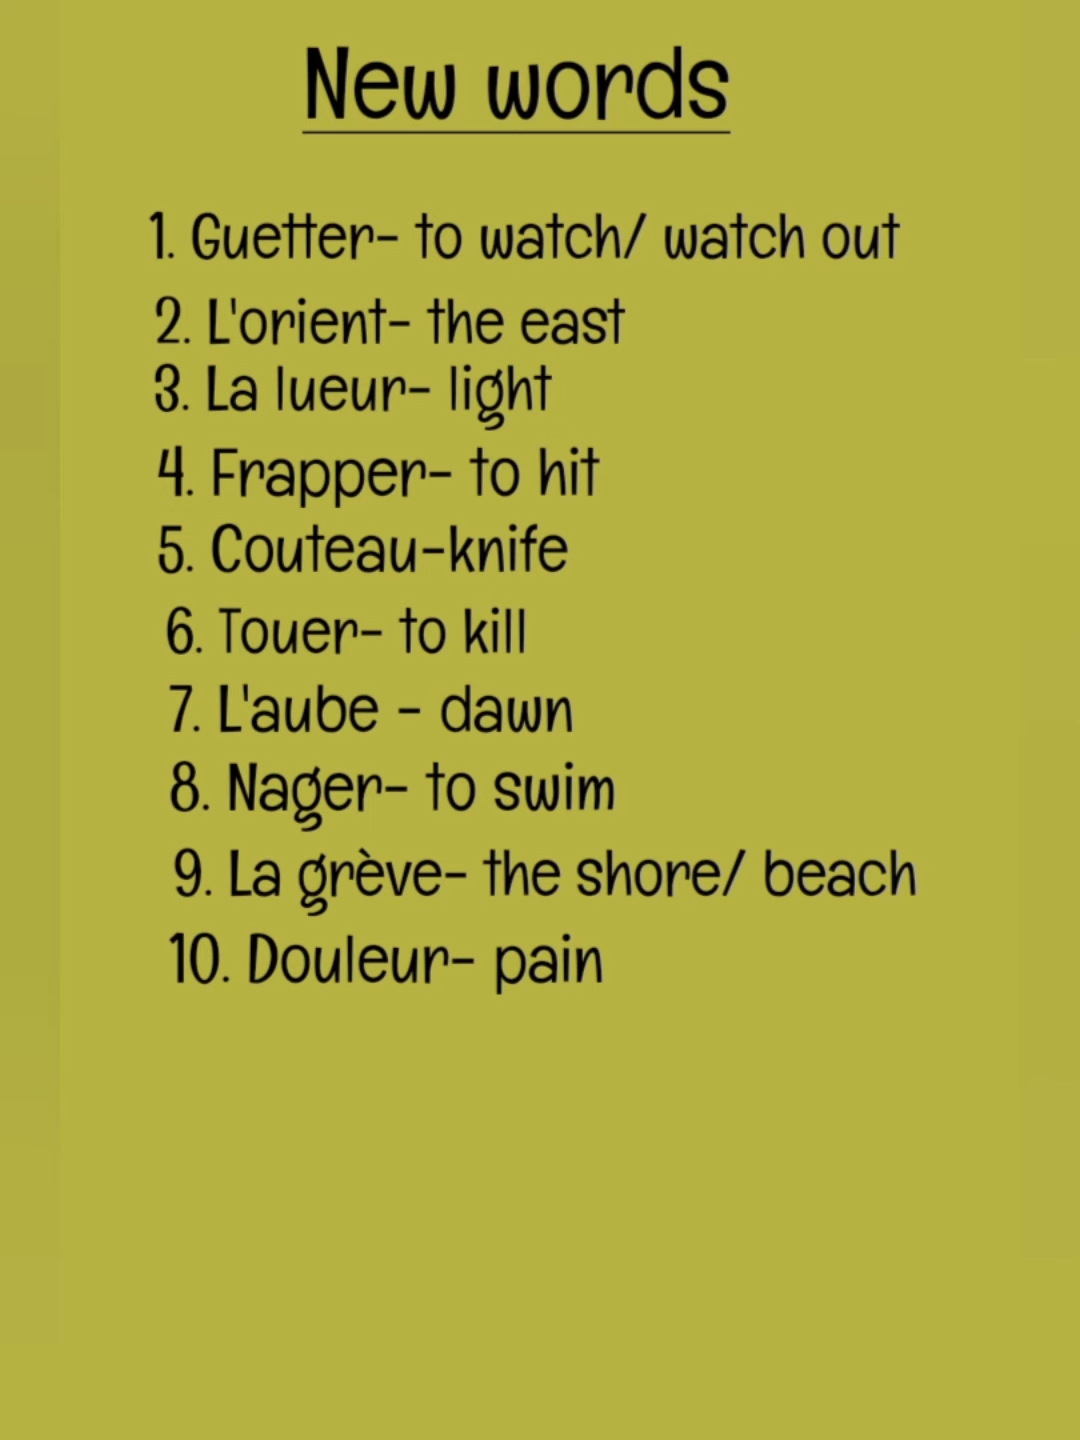 New words
1. Guetter- to watch/ watch out
2. L'orient- the east
3. La lueur- light
4. Frapper- to hit
5. Couteau-knife
6. Touer- to kill
7. L'aube - dawn
8. Nager- to swim
9. La grève- the shore/ beach
10. Douleur- pain